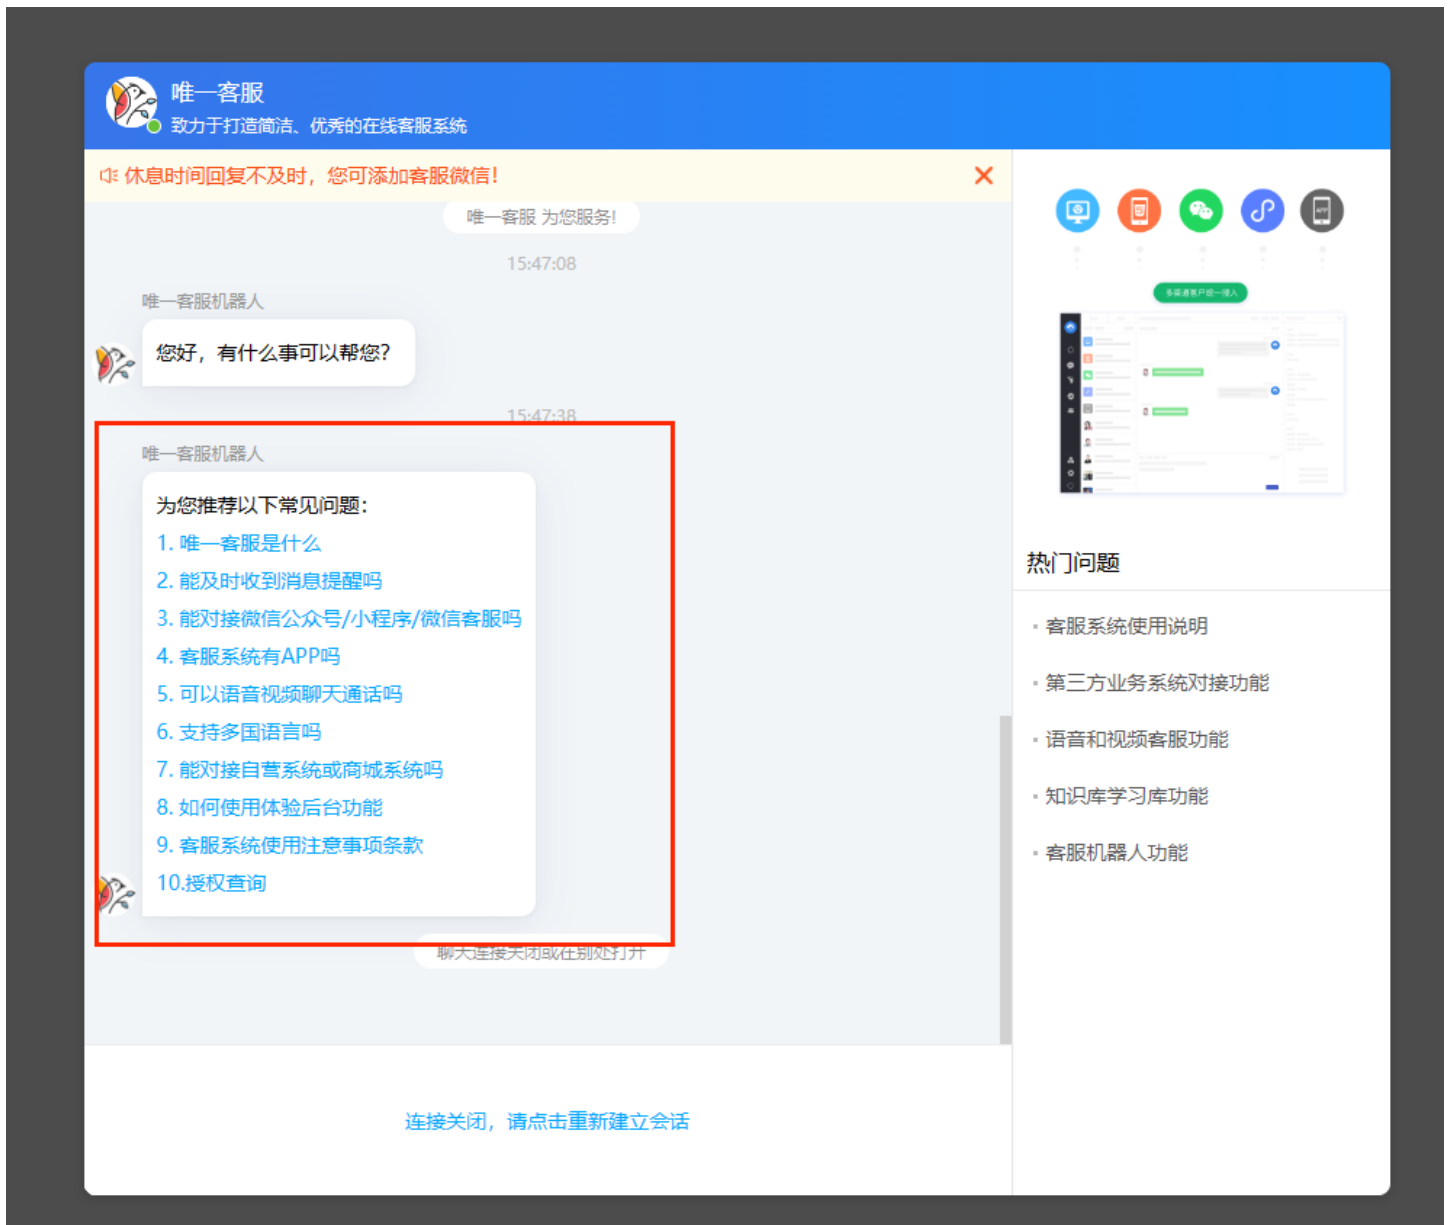 唯一客服
致力于打造简洁、优秀的在线客服系统
休息时间回复不及时，您可添加客服微信！
唯一客服 为您服务!
15:47:08
唯一客服机器人
您好，有什么事可以帮您？
15:47:38
唯一客服机器人
为您推荐以下常见问题：
1. 唯一客服是什么
2. 能及时收到消息提醒吗
3. 能对接微信公众号/小程序/微信客服吗
4. 客服系统有APP吗
5. 可以语音视频聊天通话吗
6. 支持多国语言吗
7. 能对接自营系统或商城系统吗
8. 如何使用体验后台功能
9. 客服系统使用注意事项条款
10.授权查询
聊天连接关闭或在别处打开
连接关闭，请点击重新建立会话
APP
多渠道客户统一接入
热门问题
客服系统使用说明
第三方业务系统对接功能
语音和视频客服功能
知识库学习库功能
客服机器人功能